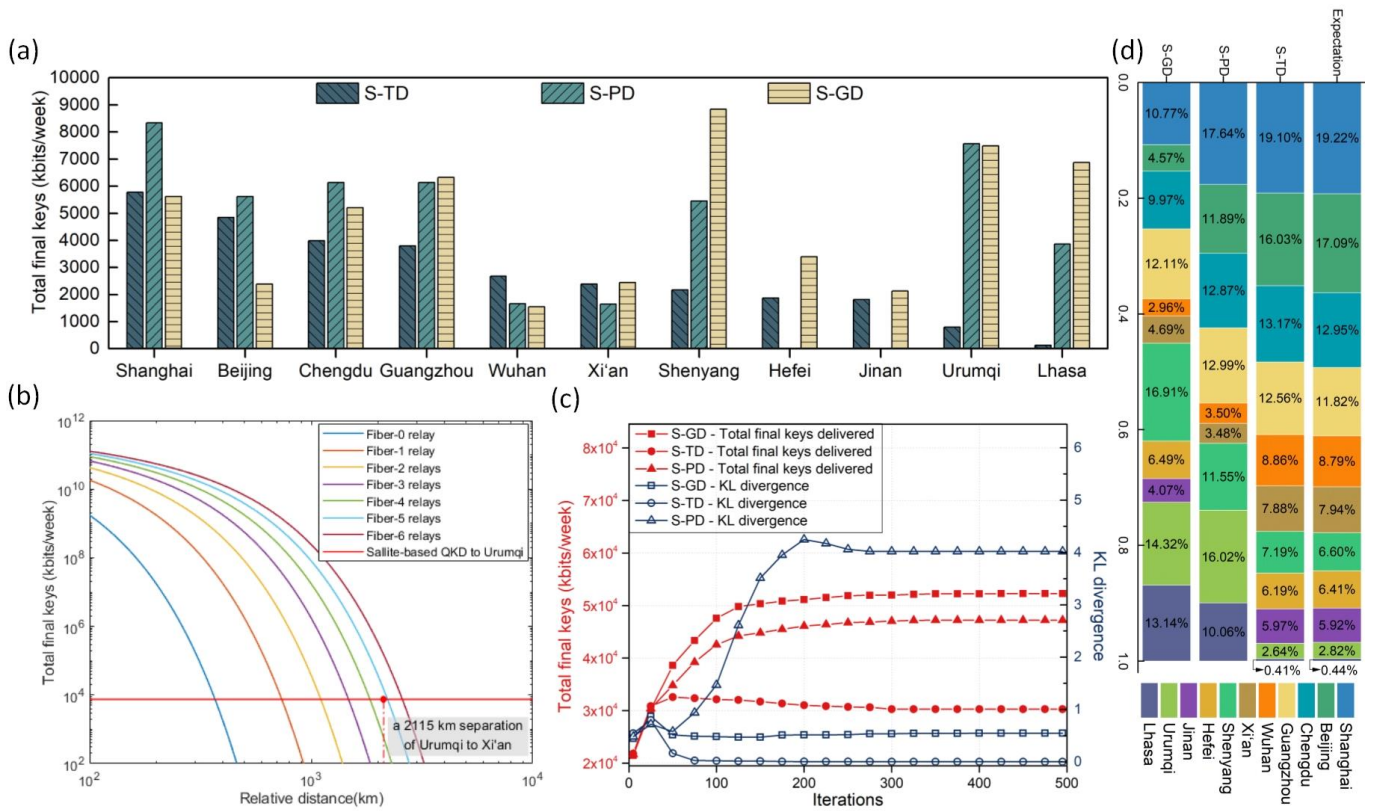 (a)
Total final keys (kbits/week)
10000
9000
8000
7000
6000
5000
4000
3000
2000
1000
0
S-TD S-PD S-GD
Shanghai Beijing Chengdu Guangzhou Wuhan Xi'an Shenyang Hefei Jinan Urumqi Lhasa
(b)
Total final keys (kbits/week)
10^12
10^10
10^8
10^6
10^4
10^2
Fiber-0 relay
Fiber-1 relay
Fiber-2 relays
Fiber-3 relays
Fiber-4 relays
Fiber-5 relays
Fiber-6 relays
Sallite-based QKD to Urumqi
a 2115 km separation
of Urumqi to Xi'an
10^2 10^3 10^4
Relative distance(km)
(c)
Total final keys (kbits/week)
8x10^4
7x10^4
6x10^4
5x10^4
4x10^4
3x10^4
2x10^4
S-GD - Total final keys delivered
S-TD - Total final keys delivered
S-PD - Total final keys delivered
S-GD - KL divergence
S-TD - KL divergence
S-PD - KL divergence
6
5
4
3
2
1
0
KL divergence
0 100 200 300 400 500
Iterations
(d)
S-GD S-PD S-TD Expectation
0.0
0.2
0.4
0.6
0.8
1.0
10.77%
4.57%
9.97%
12.11%
2.96%
4.69%
16.91%
6.49%
4.07%
14.32%
13.14%
17.64%
11.89%
12.87%
12.99%
3.50%
3.48%
11.55%
16.02%
10.06%
19.10%
16.03%
13.17%
12.56%
8.86%
7.88%
7.19%
6.19%
5.97%
2.64%
0.41%
19.22%
17.09%
12.95%
11.82%
8.79%
7.94%
6.60%
6.41%
5.92%
2.82%
0.44%
Lhasa
Urumqi
Jinan
Hefei
Shenyang
Xi'an
Wuhan
Guangzhou
Chengdu
Beijing
Shanghai